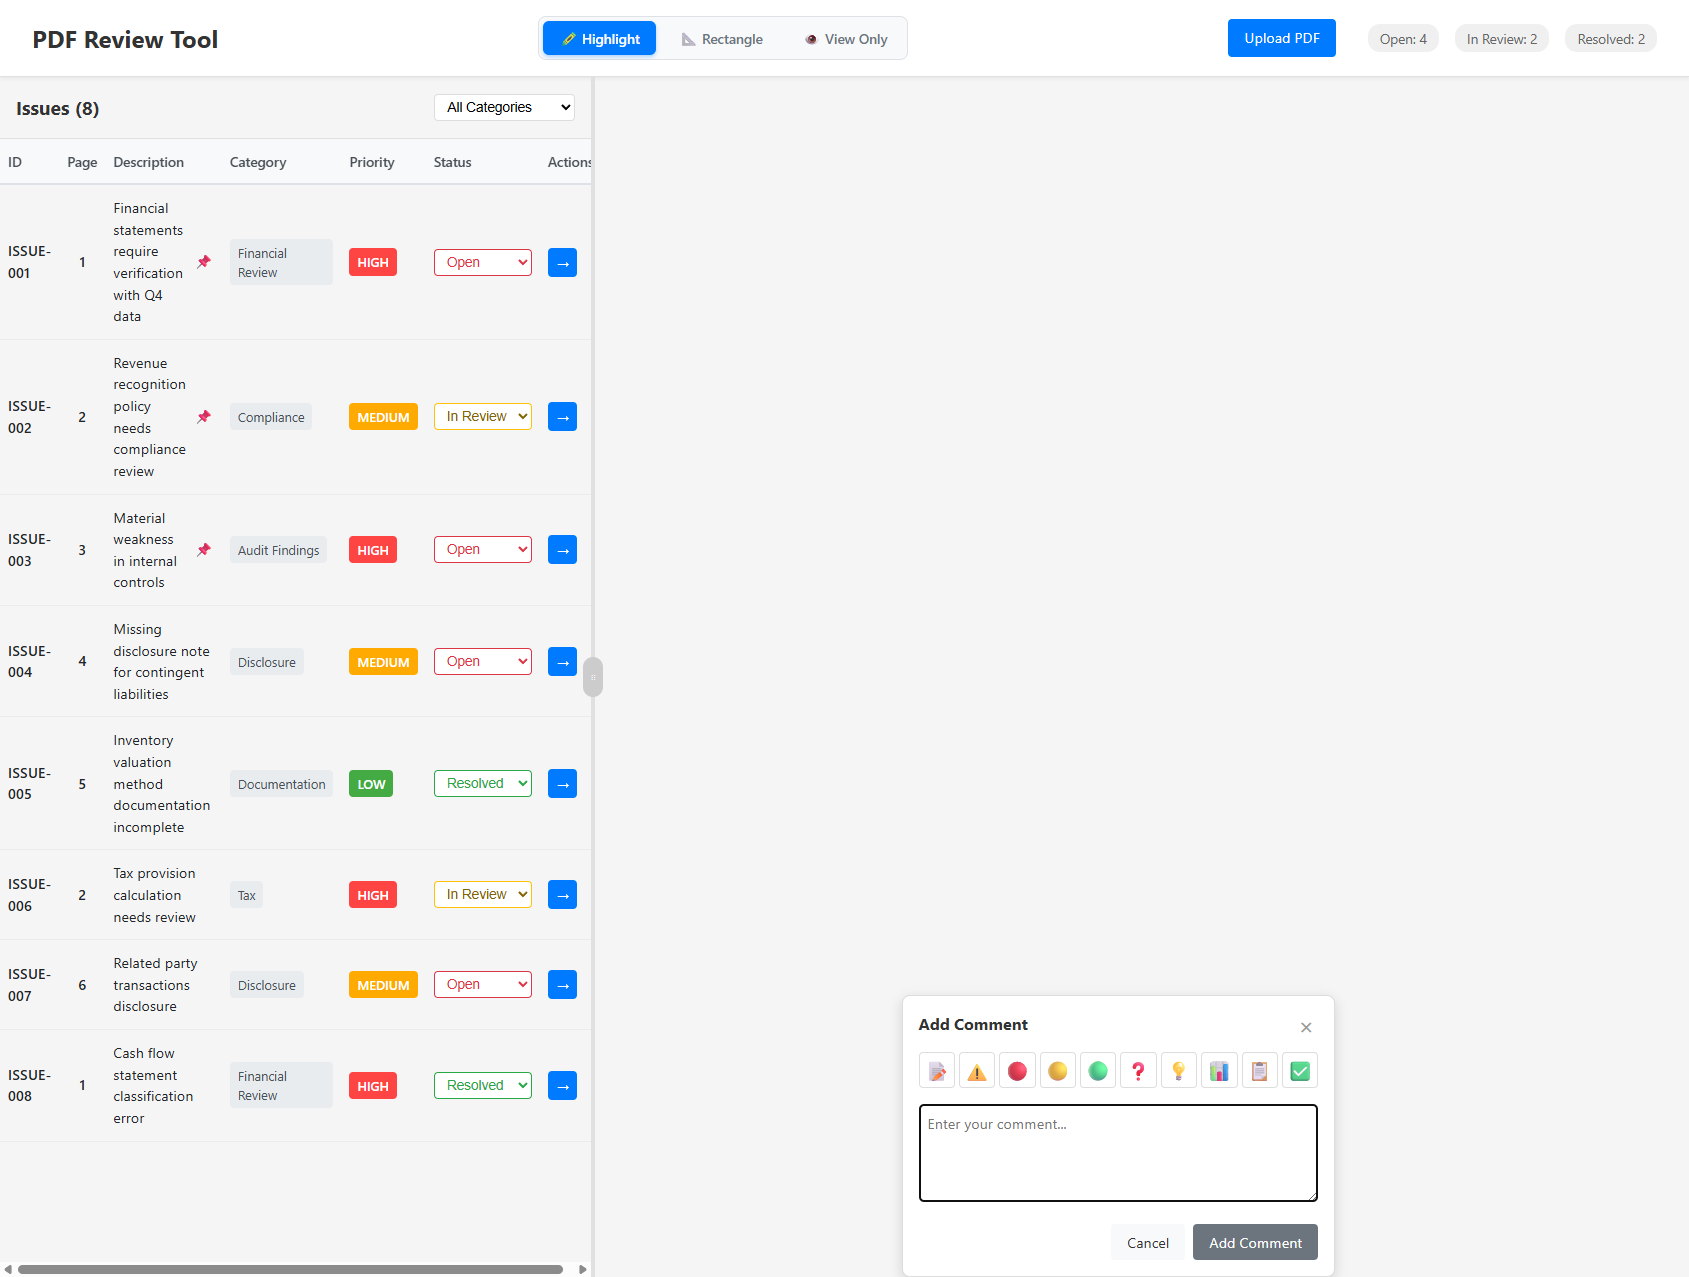 PDF Review Tool
Highlight
Rectangle
View Only
Upload PDF
Open: 4
In Review: 2
Resolved: 2
Issues (8)
All Categories
ID Page Description Category Priority Status Actions
ISSUE-
001
1
Financial
statements
require
verification
with Q4
data
Financial
Review
HIGH
Open
→
ISSUE-
002
2
Revenue
recognition
policy
needs
compliance
review
Compliance
MEDIUM
In Review
→
ISSUE-
003
3
Material
weakness
in internal
controls
Audit Findings
HIGH
Open
→
ISSUE-
004
4
Missing
disclosure note
for contingent
liabilities
Disclosure
MEDIUM
Open
→
ISSUE-
005
5
Inventory
valuation
method
documentation
incomplete
Documentation
LOW
Resolved
→
ISSUE-
006
2
Tax provision
calculation
needs review
Tax
HIGH
In Review
→
ISSUE-
007
6
Related party
transactions
disclosure
Disclosure
MEDIUM
Open
→
ISSUE-
008
1
Cash flow
statement
classification
error
Financial
Review
HIGH
Resolved
→
Add Comment
×
Enter your comment...
Cancel
Add Comment